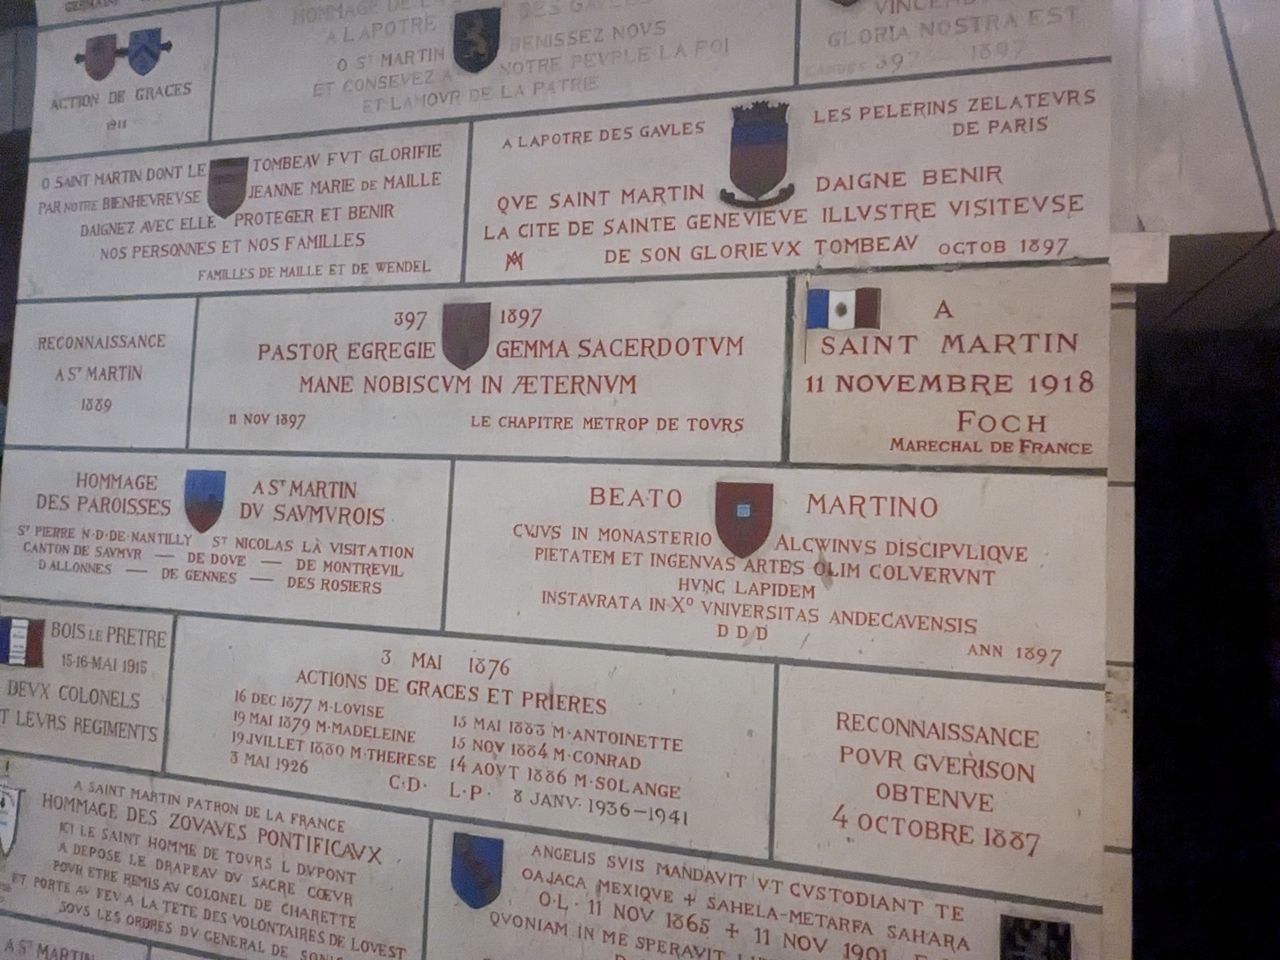 ACTION DE GRACES
1911
A LAPOTRE DES GAVLES
O ST MARTIN BENISSEZ NOVS
ET CONSEVEZ A NOTRE PEVPLE LA FOI
ET LAMOVR DE LA PATRIE
GLORIA NOSTRA EST
397 1897
O SAINT MARTIN DONT LE TOMBEAV FVT GLORIFIE
PAR NOTRE BIENHEVREVSE JEANNE MARIE DE MAILLE
DAIGNEZ AVEC ELLE PROTEGER ET BENIR
NOS PERSONNES ET NOS FAMILLES
FAMILLES DE MAILLE ET DE WENDEL
A LAPOTRE DES GAVLES LES PELERINS ZELATEVRS
DE PARIS
QVE SAINT MARTIN DAIGNE BENIR
LA CITE DE SAINTE GENEVIEVE ILLVSTRE VISITEVSE
DE SON GLORIEVX TOMBEAV OCTOB 1897
RECONNAISSANCE
A ST MARTIN
1889
397 1897
PASTOR EGREGIE GEMMA SACERDOTVM
MANE NOBISCVM IN ÆTERNVM
11 NOV 1897 LE CHAPITRE METROP DE TOVRS
A
SAINT MARTIN
11 NOVEMBRE 1918
FOCH
MARECHAL DE FRANCE
HOMMAGE A ST MARTIN
DES PAROISSES DV SAVMVROIS
ST PIERRE N·D·DE·NANTILLY ST NICOLAS LA VISITATION
CANTON DE SAVMVR — DE DOVE — DE MONTREVIL
D'ALLONNES — DE GENNES — DES ROSIERS
BEATO MARTINO
CVJVS IN MONASTERIO ALCWINVS DISCIPVLIQVE
PIETATEM ET INGENVAS ARTES OLIM COLVERVNT
HVNC LAPIDEM
INSTAVRATA IN Xº VNIVERSITAS ANDECAVENSIS
D D D
ANN 1897
BOIS LE PRETRE
15-16-MAI 1915
DEVX COLONELS
ET LEVRS REGIMENTS
3 MAI 1876
ACTIONS DE GRACES ET PRIERES
16 DEC 1877 M·LOVISE 15 MAI 1883 M·ANTOINETTE
19 MAI 1879 M·MADELEINE 15 NOV 1884 M·CONRAD
19 JVILLET 1880 M·THERESE 14 AOVT 1886 M·SOLANGE
3 MAI 1926 C·D· L·P· 8 JANV. 1936–1941
RECONNAISSANCE
POVR GVERISON
OBTENVE
4 OCTOBRE 1887
A SAINT MARTIN PATRON DE LA FRANCE
HOMMAGE DES ZOVAVES PONTIFICAVX
ICI LE SAINT HOMME DE TOVRS L DVPONT
A DEPOSE LE DRAPEAV DV SACRE CŒVR
POVR ETRE REMIS AV COLONEL DE CHARETTE
ET PORTE AV FEV A LA TETE DES VOLONTAIRES DE LOVEST
SOVS LES ORDRES DV GENERAL DE
ANGELIS SVIS MANDAVIT VT CVSTODIANT TE
OAJACA MEXIQVE + SAHELA-METARFA SAHARA
O·L· 11 NOV 1865 + 11 NOV 1901
QVONIAM IN ME SPERAVIT
A ST MARTIN